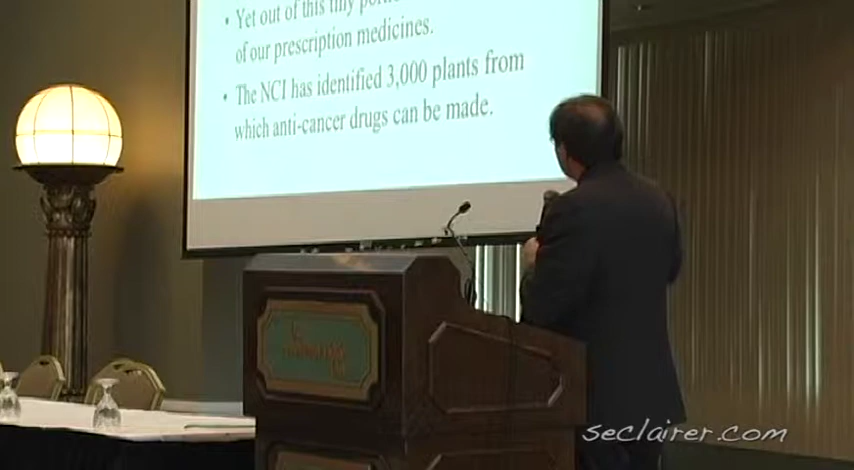 • Yet out of this tiny
of our prescription medicines.
• The NCI has identified 3,000 plants from
which anti-cancer drugs can be made.
seclairer.com